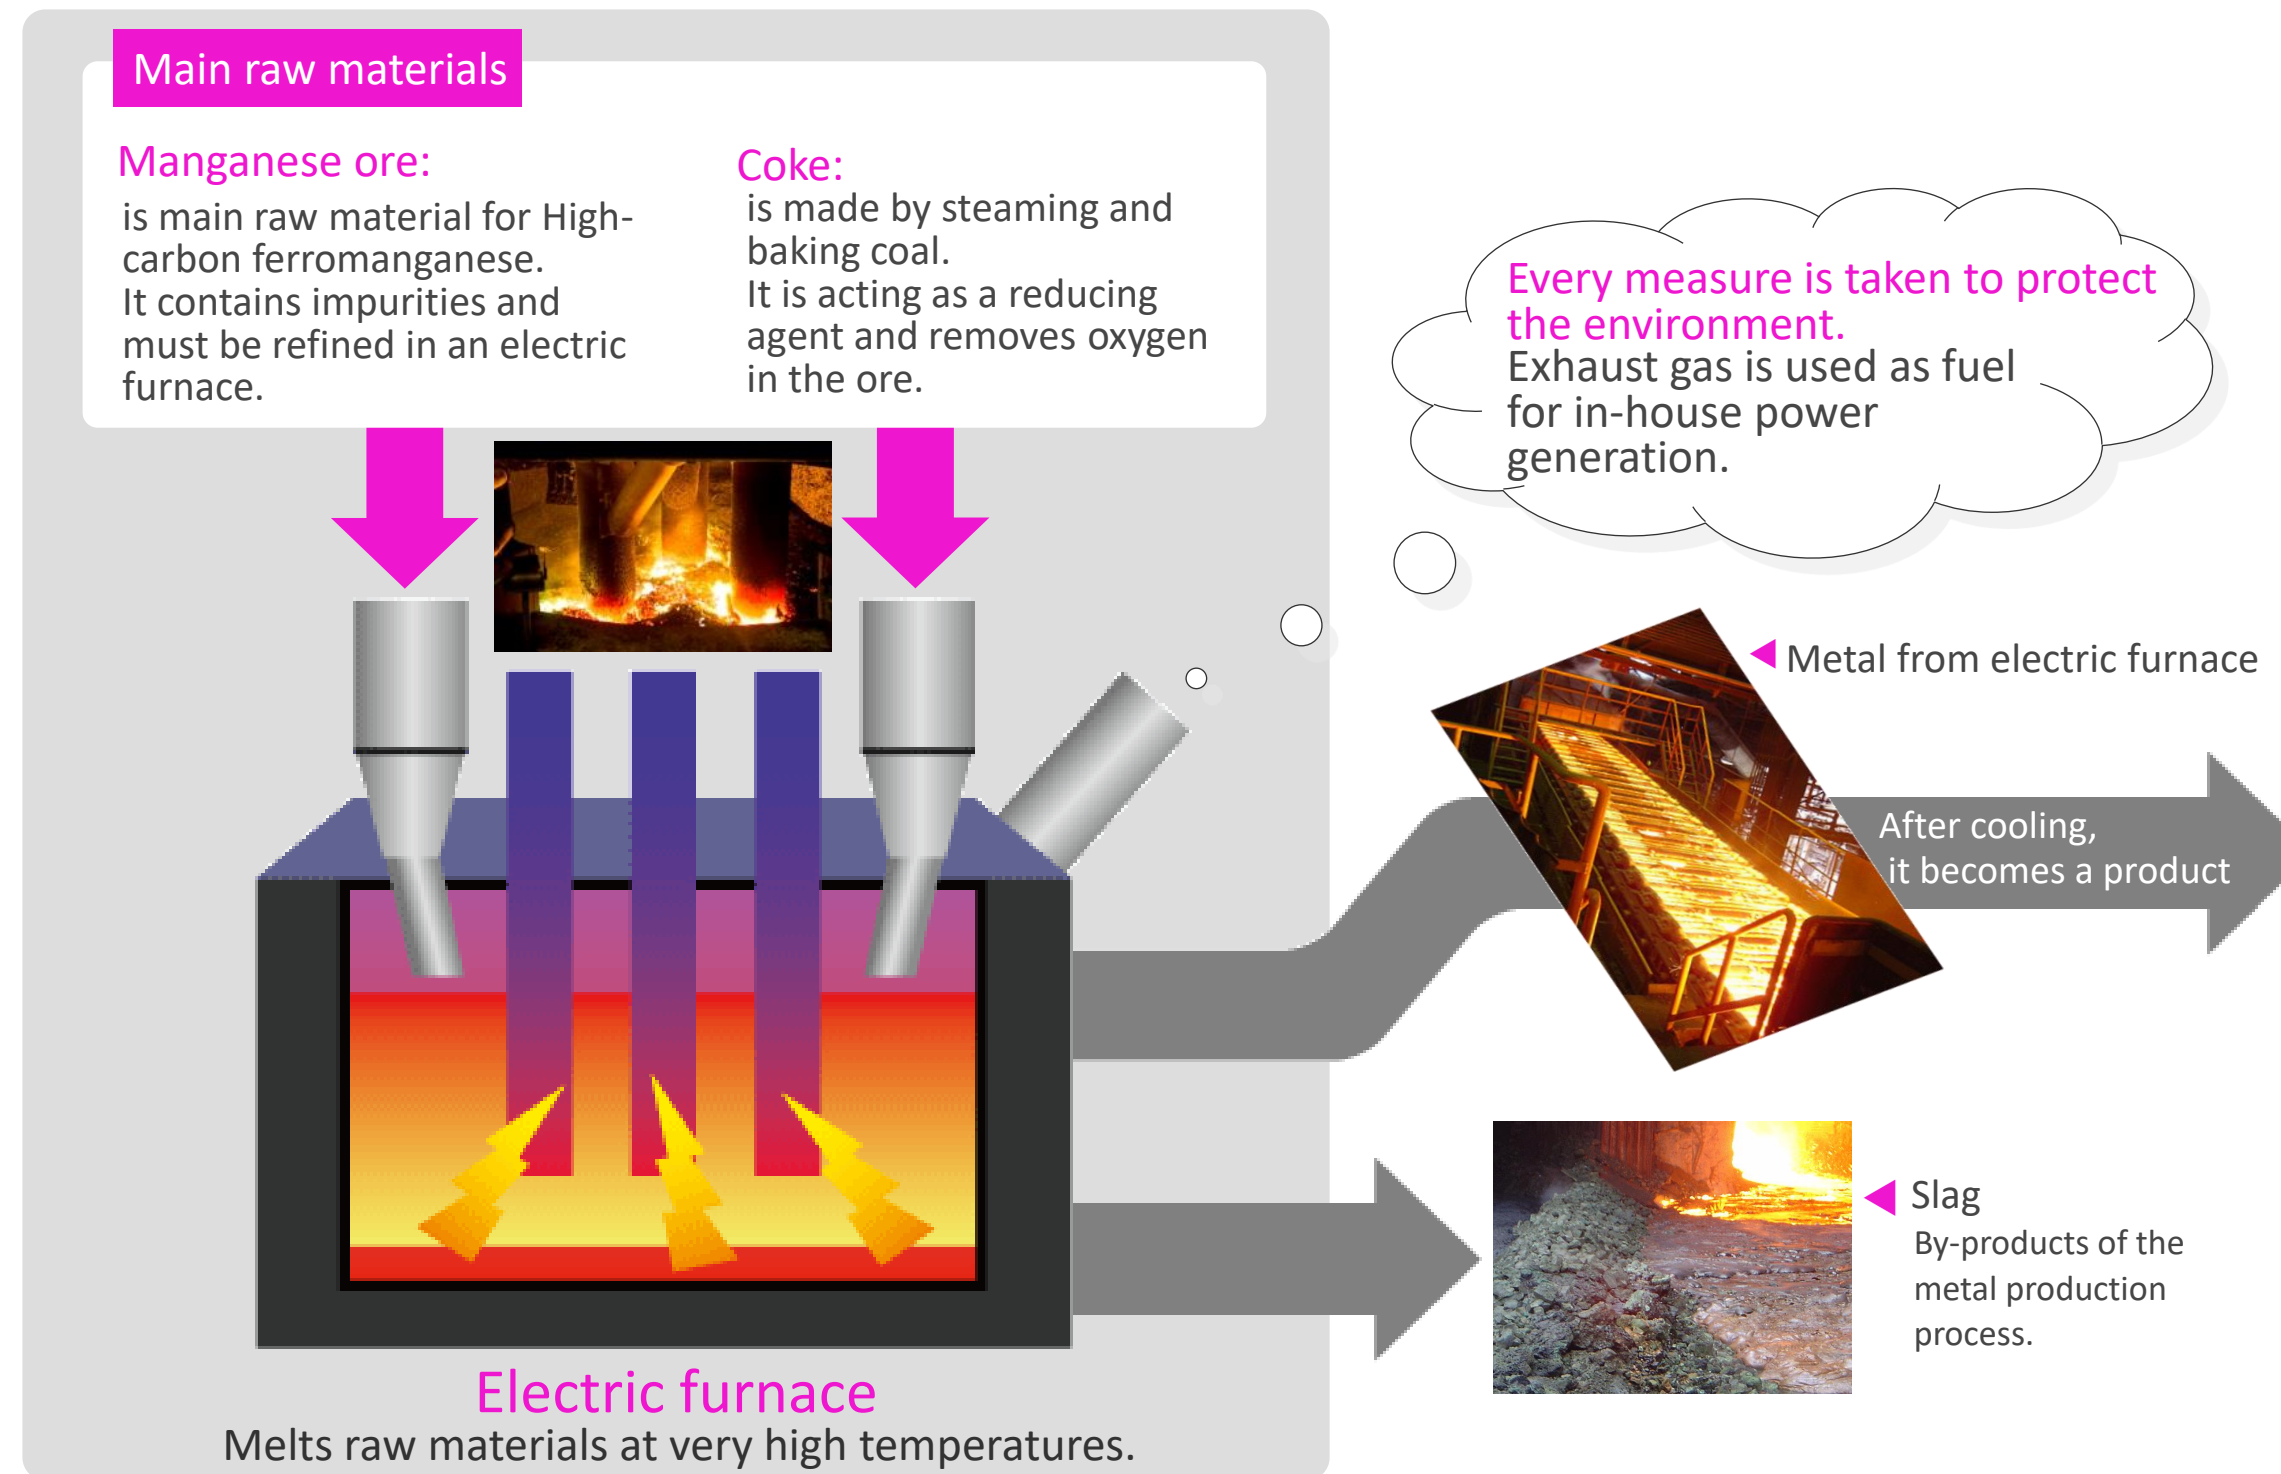 Main raw materials
Manganese ore:
is main raw material for High-
carbon ferromanganese.
It contains impurities and
must be refined in an electric
furnace.
Coke:
is made by steaming and
baking coal.
It is acting as a reducing
agent and removes oxygen
in the ore.
Every measure is taken to protect
the environment.
Exhaust gas is used as fuel
for in-house power
generation.
Metal from electric furnace
After cooling,
it becomes a product
Slag
By-products of the
metal production
process.
Electric furnace
Melts raw materials at very high temperatures.